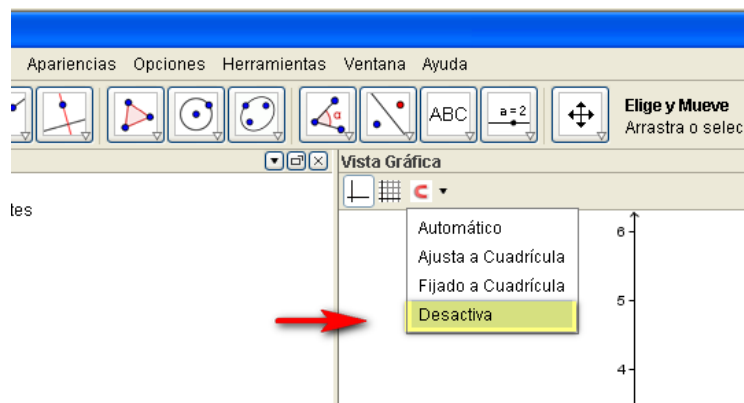 Apariencias Opciones Herramientas Ventana Ayuda
ABC
a=2
α
Elige y Mueve
Arrastra o selec
Vista Gráfica
tes
Automático
Ajusta a Cuadrícula
Fijado a Cuadrícula
Desactiva
6
5
4